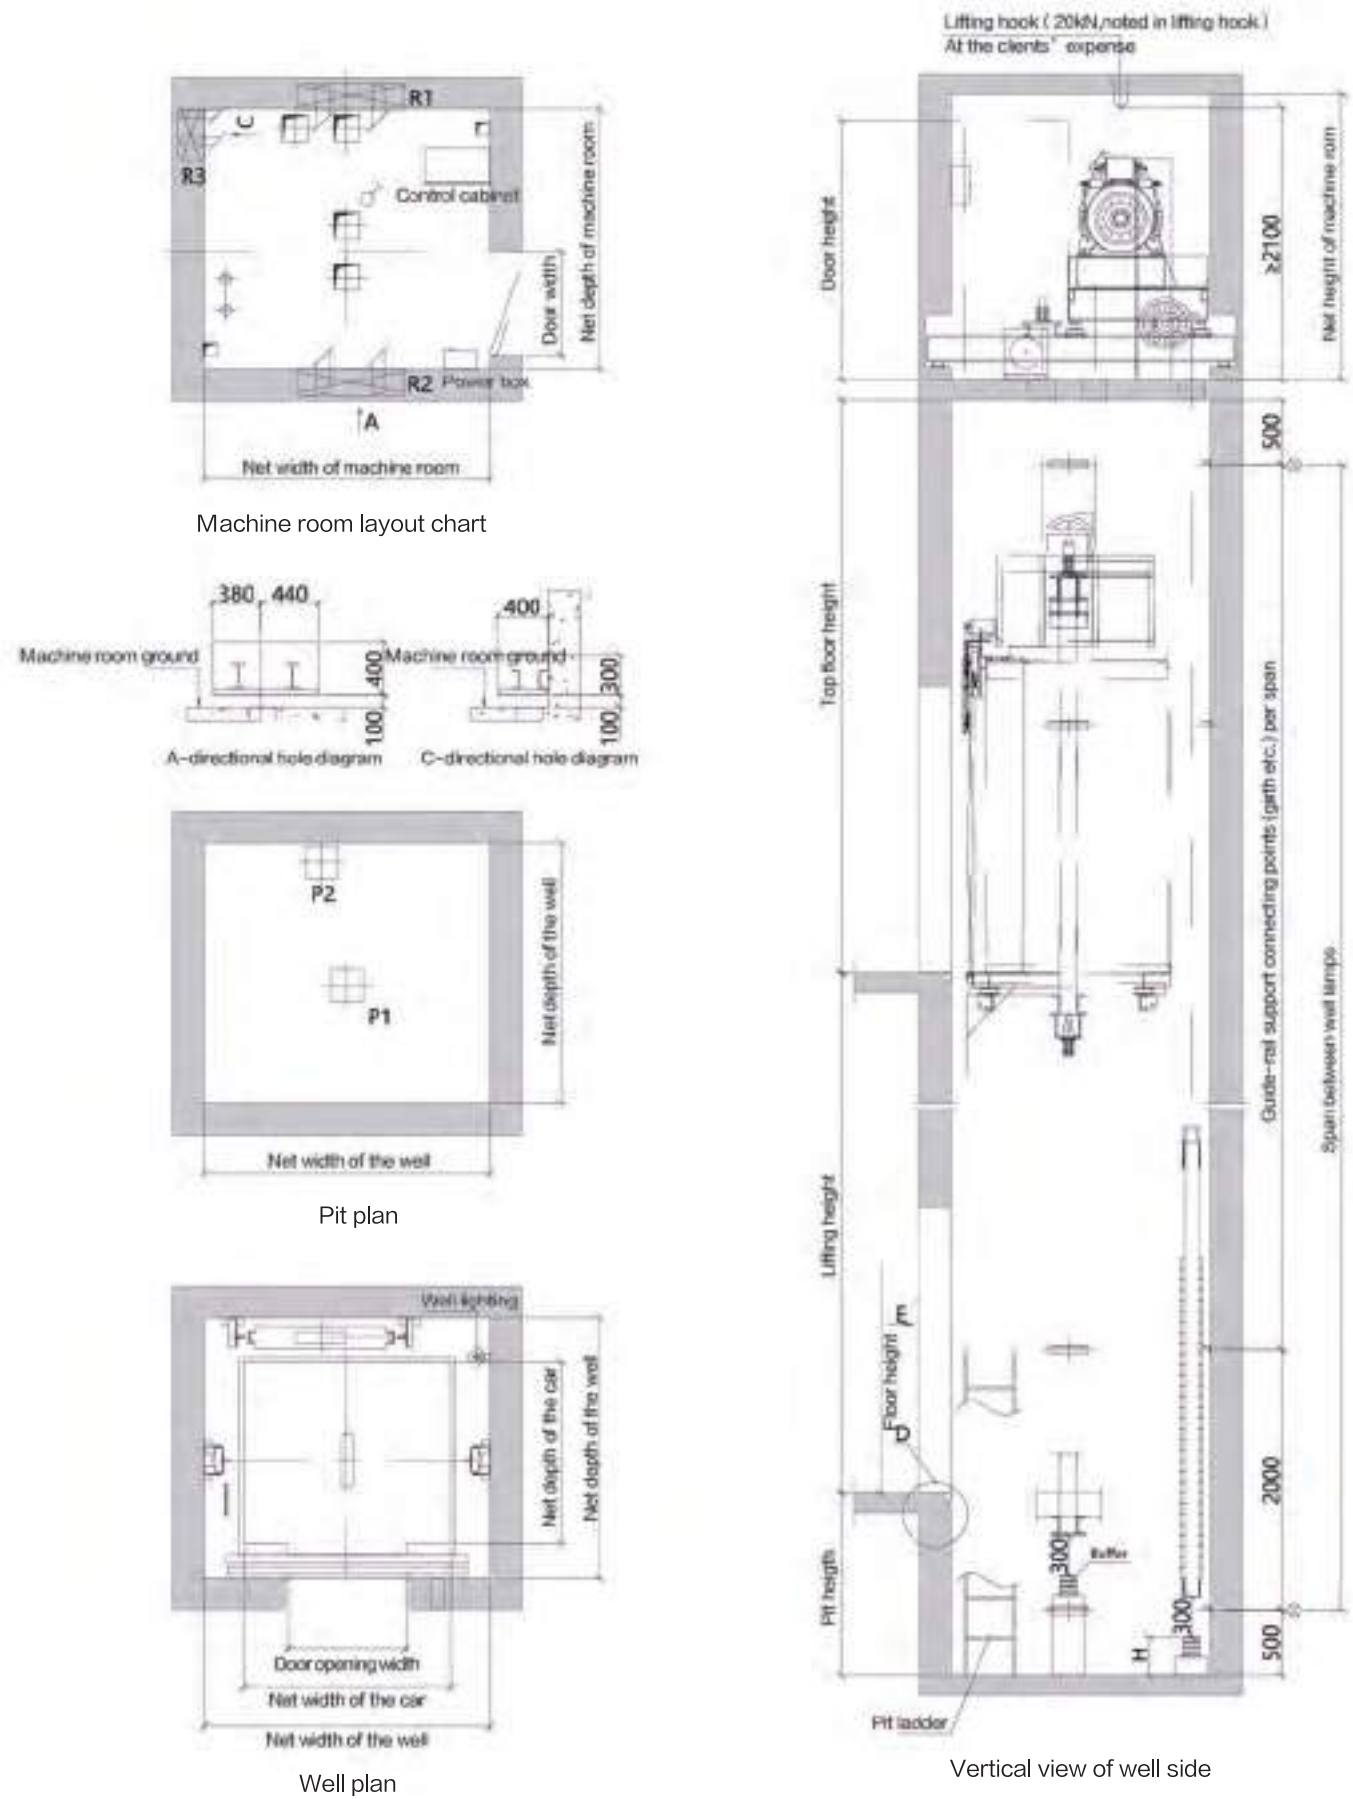 Lifting hook ( 20kN,noted in lifting hook )
At the clients' expense
R1
C
R3
Control cabinet
Net depth of machine room
Door width
R2
Power box
A
Net width of machine room
Machine room layout chart
380
440
Machine room ground
400
100
A-directional hole diagram
400
Machine room ground
300
100
C-directional hole diagram
P2
P1
Net depth of the well
Net width of the well
Pit plan
Well lighting
Net depth of the car
Net depth of the well
Door opening width
Net width of the car
Net width of the well
Well plan
Door height
≥2100
Net height of machine rom
500
Top floor height
Guide-rail support connecting points (girth etc.) per span
Span between well lamps
Lifting height
Floor height
F
D
2000
300
Buffer
Pit heigth
300
H
500
Pit ladder
Vertical view of well side